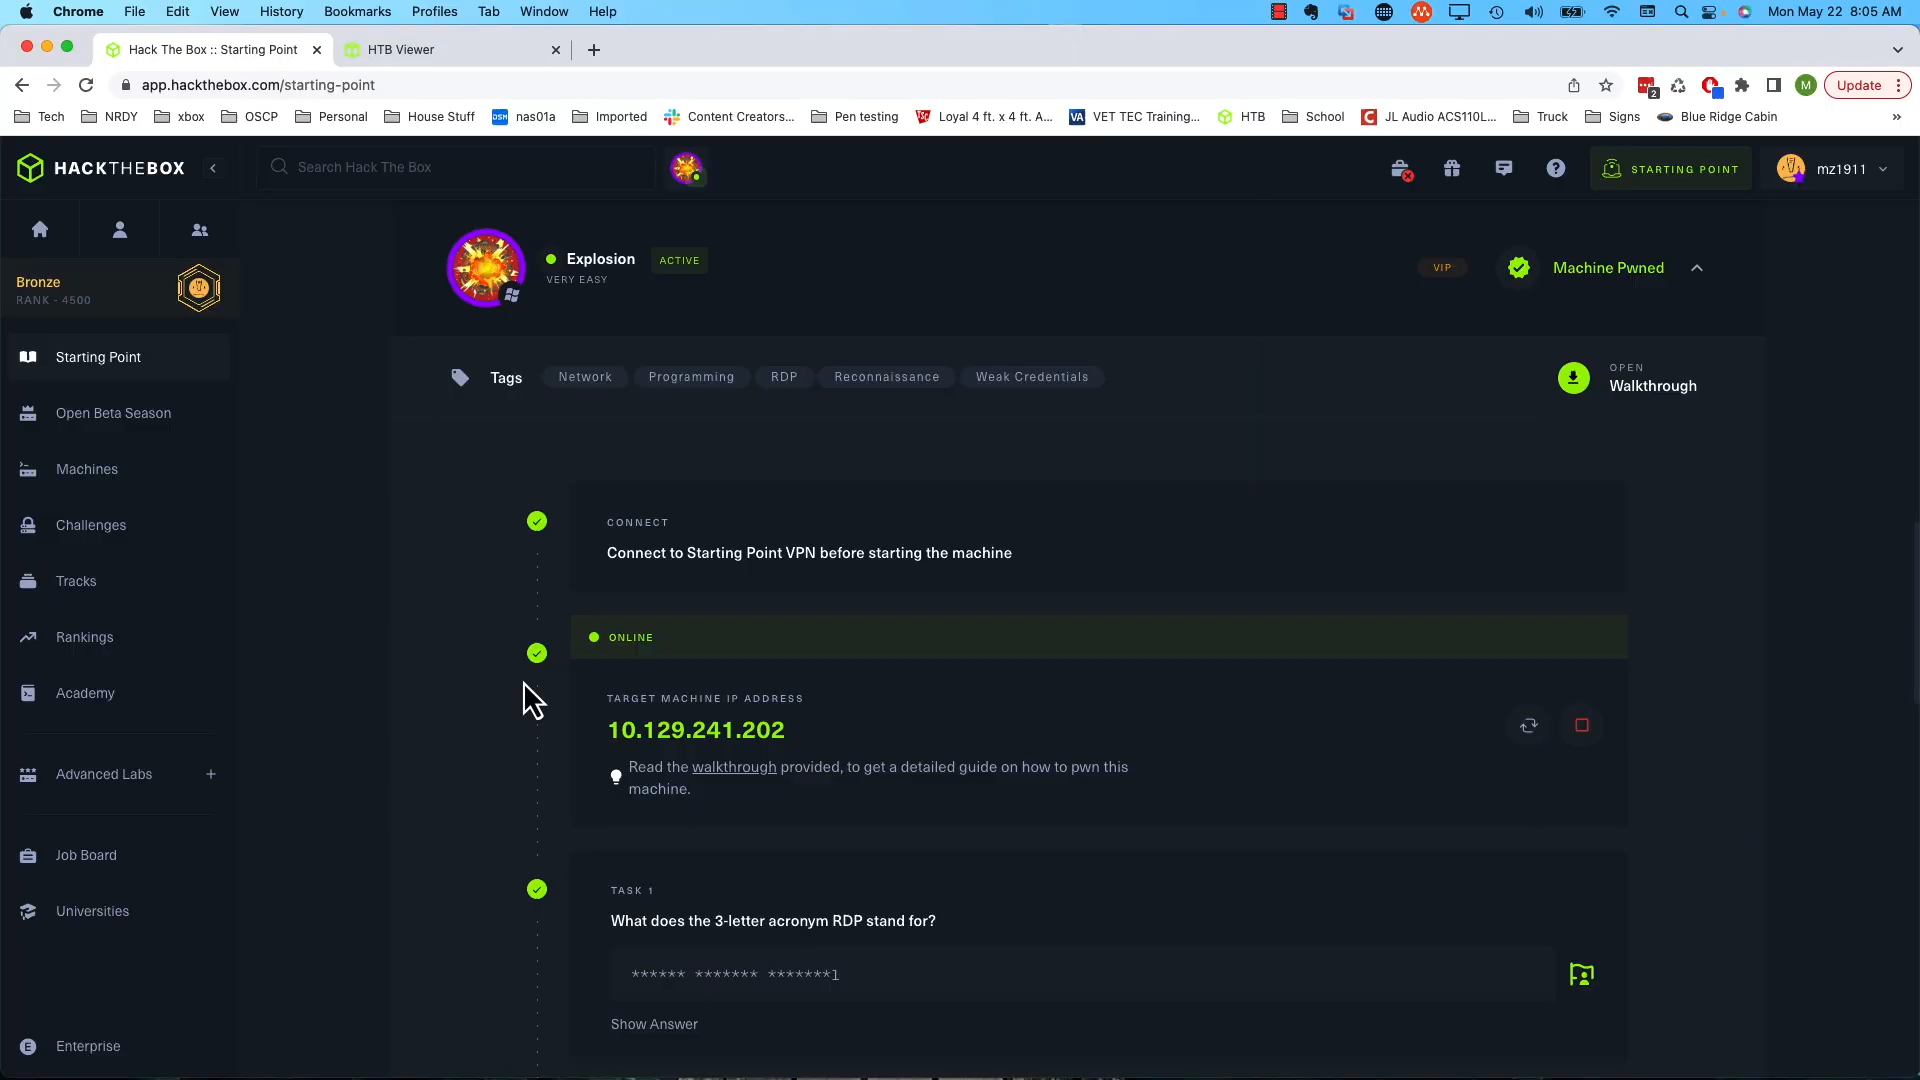 Chrome File Edit View History Bookmarks Profiles Tab Window Help Mon May 22 8:05 AM
Hack The Box :: Starting Point HTB Viewer
app.hackthebox.com/starting-point 2 M Update
Tech NRDY xbox OSCP Personal House Stuff DSM nas01a Imported Content Creators... Pen testing Loyal 4 ft. x 4 ft. A... VA VET TEC Training... HTB School JL Audio ACS110L... Truck Signs Blue Ridge Cabin »
HACKTHEBOX Search Hack The Box STARTING POINT mz1911
Bronze
RANK - 4500
Starting Point
Open Beta Season
Machines
Challenges
Tracks
Rankings
Academy
Advanced Labs +
Job Board
Universities
E Enterprise
Explosion ACTIVE
VERY EASY
VIP Machine Pwned
Tags Network Programming RDP Reconnaissance Weak Credentials
OPEN
Walkthrough
CONNECT
Connect to Starting Point VPN before starting the machine
ONLINE
TARGET MACHINE IP ADDRESS
10.129.241.202
Read the walkthrough provided, to get a detailed guide on how to pwn this
machine.
TASK 1
What does the 3-letter acronym RDP stand for?
****** ******* *******l
Show Answer